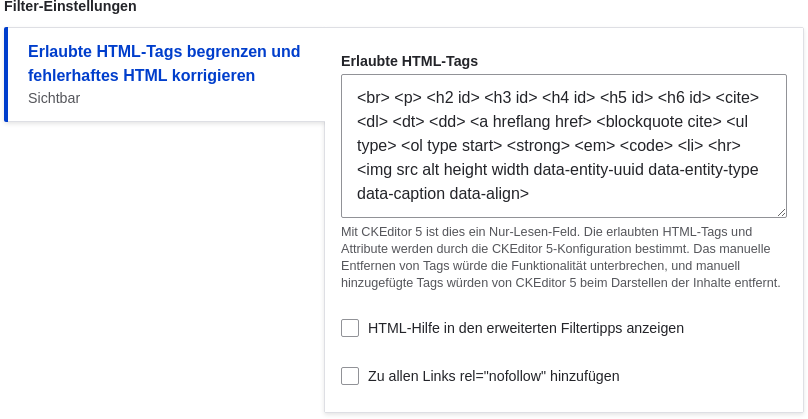 Filter-Einstellungen
Erlaubte HTML-Tags begrenzen und
fehlerhaftes HTML korrigieren
Sichtbar
Erlaubte HTML-Tags
<br> <p> <h2 id> <h3 id> <h4 id> <h5 id> <h6 id> <cite>
<dl> <dt> <dd> <a hreflang href> <blockquote cite> <ul
type> <ol type start> <strong> <em> <code> <li> <hr>
<img src alt height width data-entity-uuid data-entity-type
data-caption data-align>
Mit CKEditor 5 ist dies ein Nur-Lesen-Feld. Die erlaubten HTML-Tags und
Attribute werden durch die CKEditor 5-Konfiguration bestimmt. Das manuelle
Entfernen von Tags würde die Funktionalität unterbrechen, und manuell
hinzugefügte Tags würden von CKEditor 5 beim Darstellen der Inhalte entfernt.
HTML-Hilfe in den erweiterten Filtertipps anzeigen
Zu allen Links rel="nofollow" hinzufügen